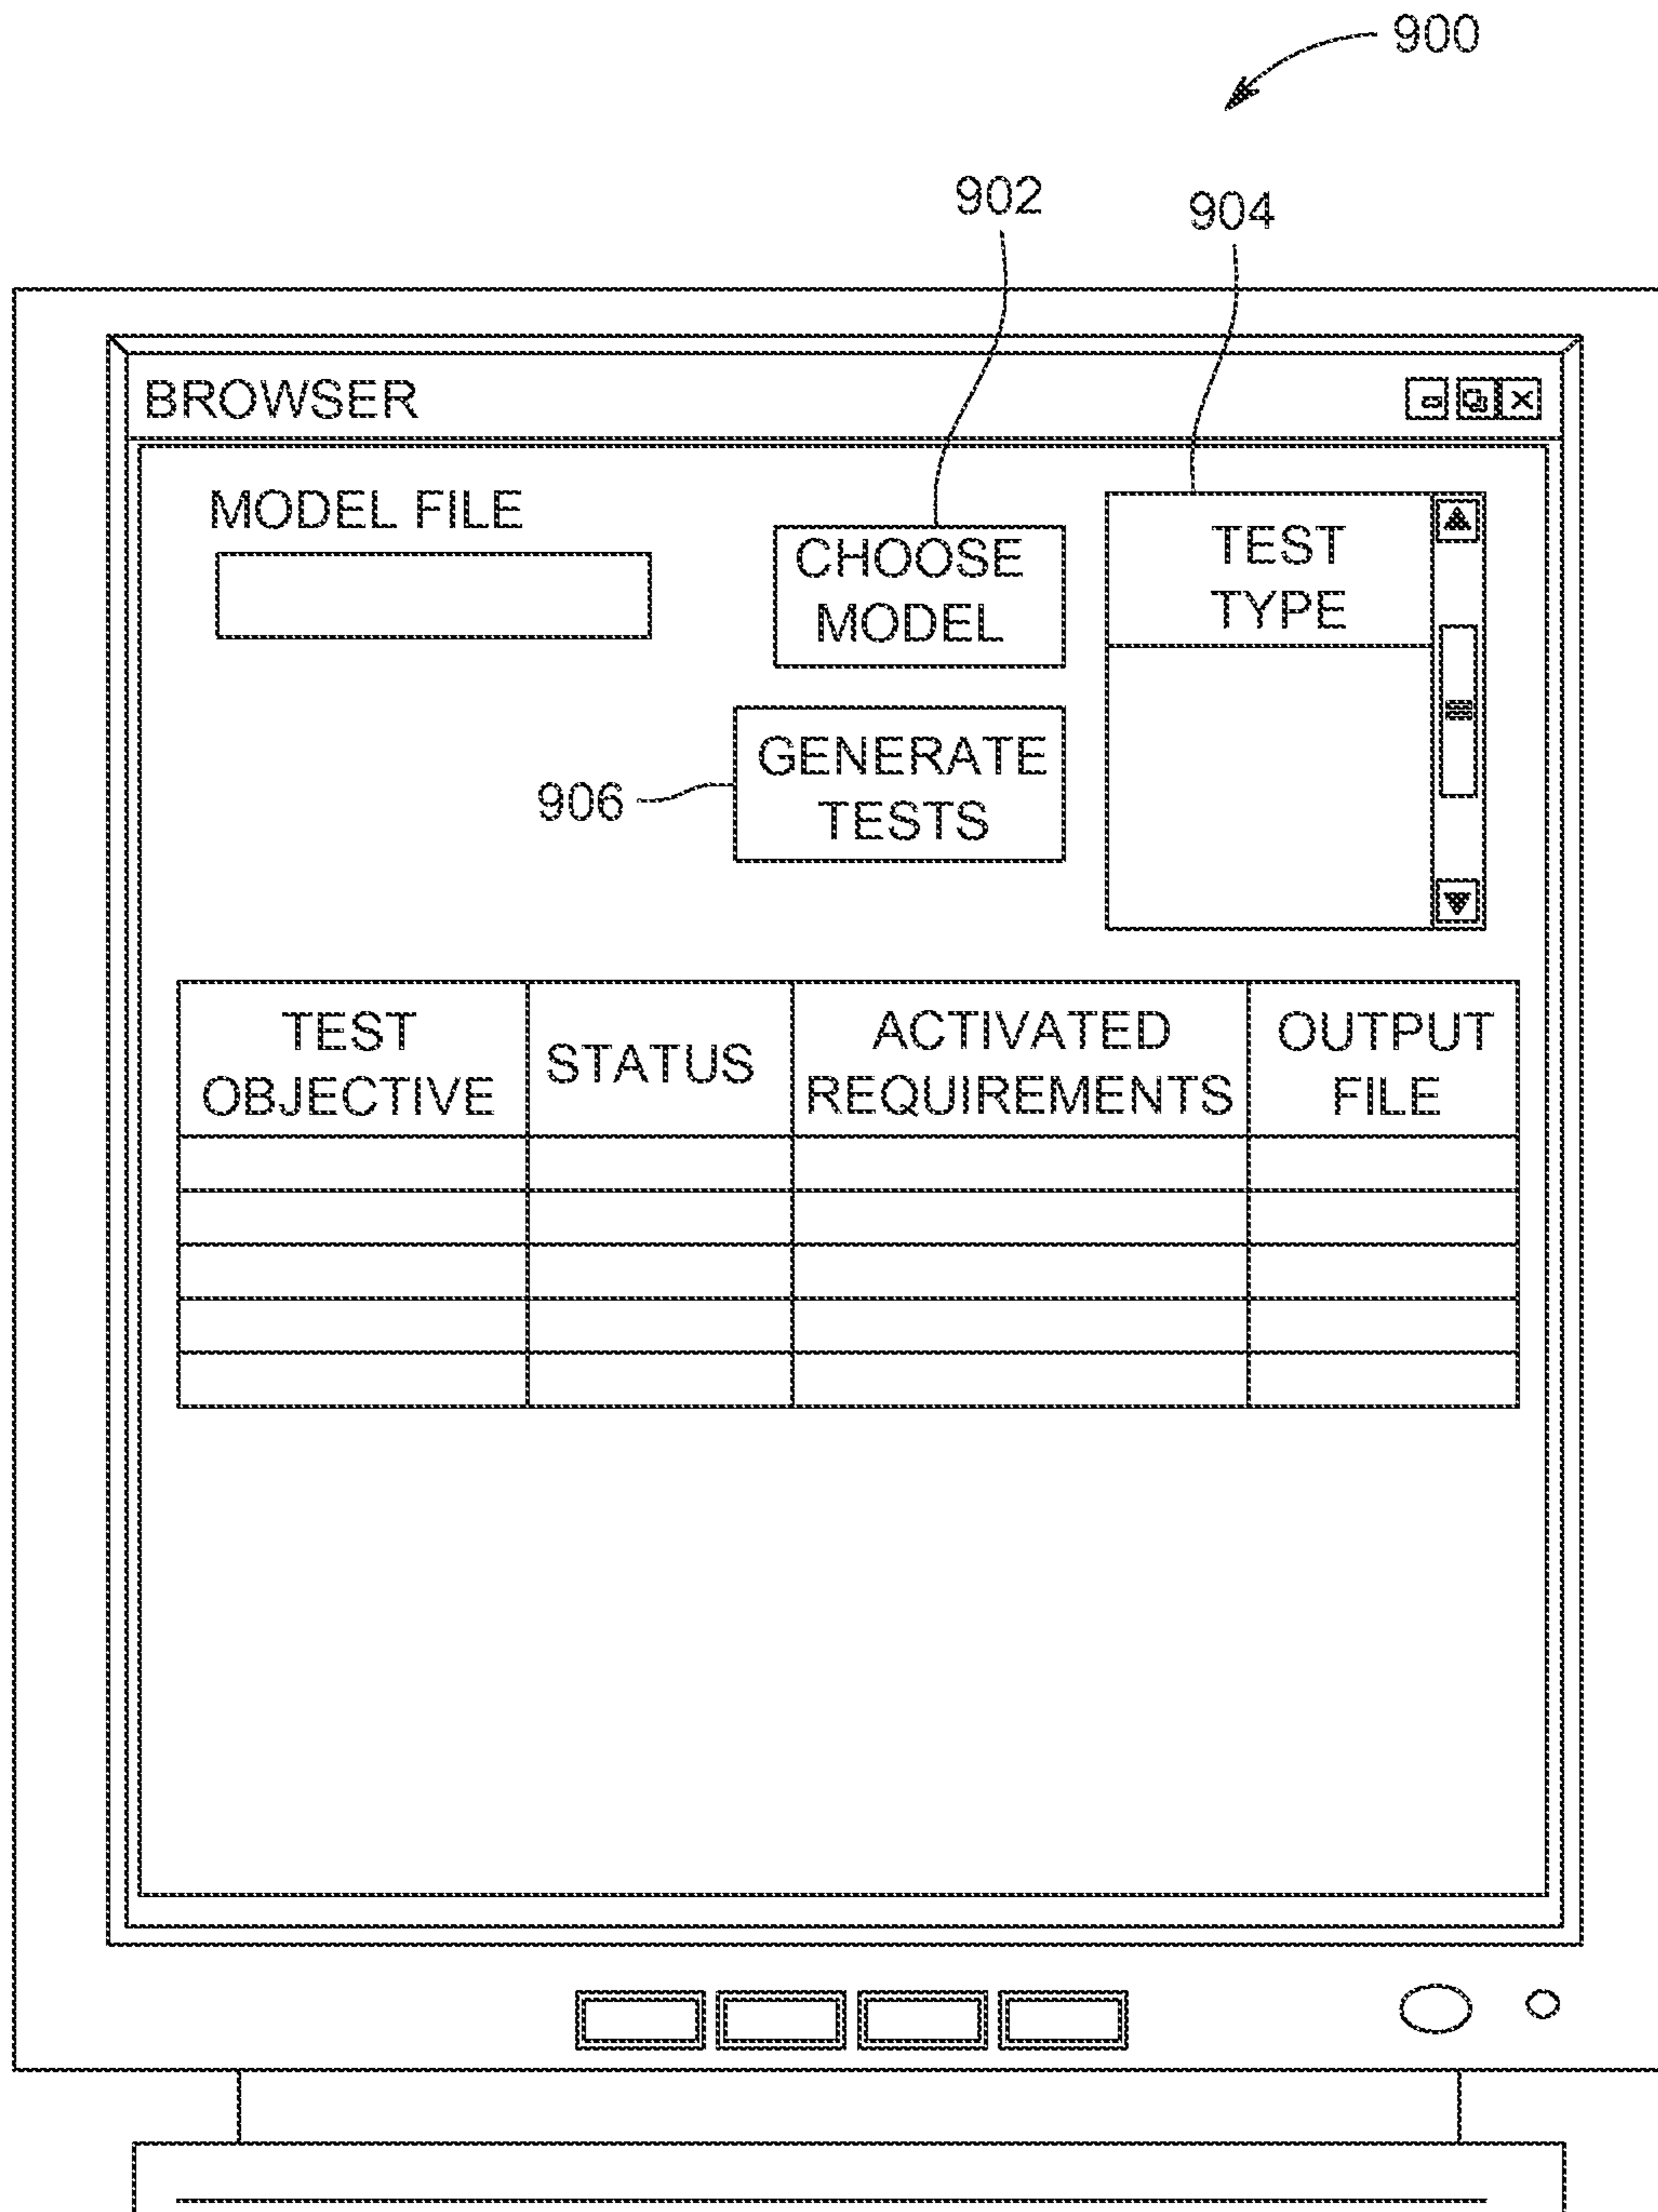 900
902
904
BROWSER
MODEL FILE
CHOOSE
MODEL
TEST
TYPE
906
GENERATE
TESTS
TEST
OBJECTIVE
STATUS
ACTIVATED
REQUIREMENTS
OUTPUT
FILE